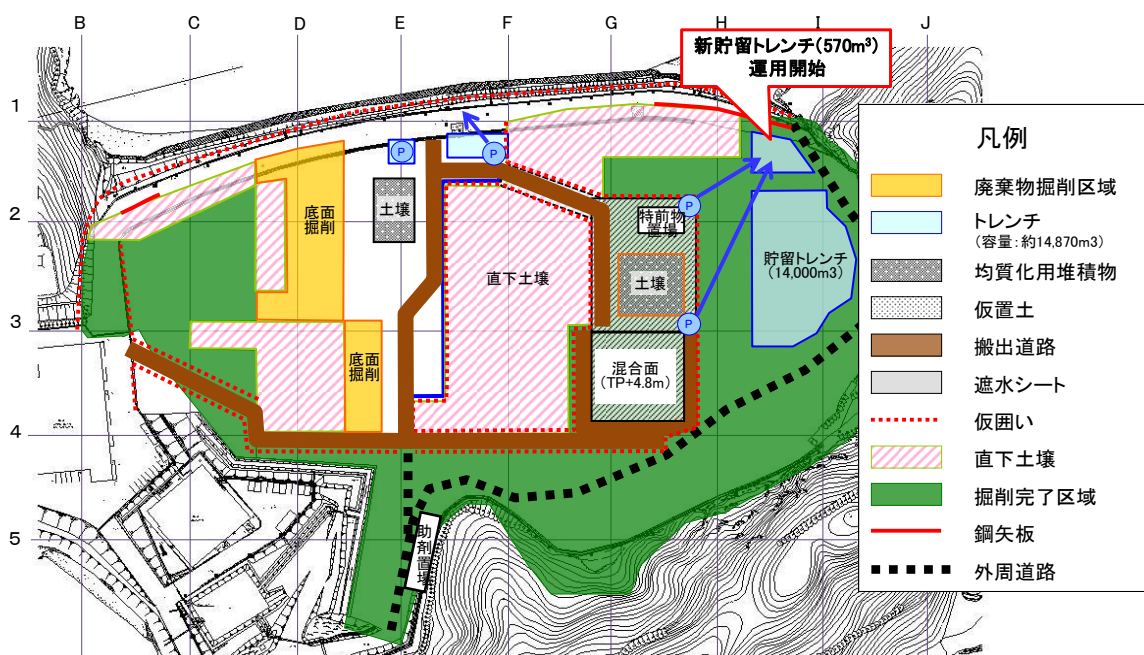 B C D E F G H I J
1
2
3
4
5
新貯留トレンチ(570m³)
運用開始
P
P
P
P
底面
掘削
土壌
特前物
置場
土壌
直下土壌
貯留トレンチ
(14,000m3)
底面
掘削
混合面
(TP+4.8m)
助剤置場
凡例
廃棄物掘削区域
トレンチ
(容量:約14,870m3)
均質化用堆積物
仮置土
搬出道路
遮水シート
仮囲い
直下土壌
掘削完了区域
鋼矢板
外周道路